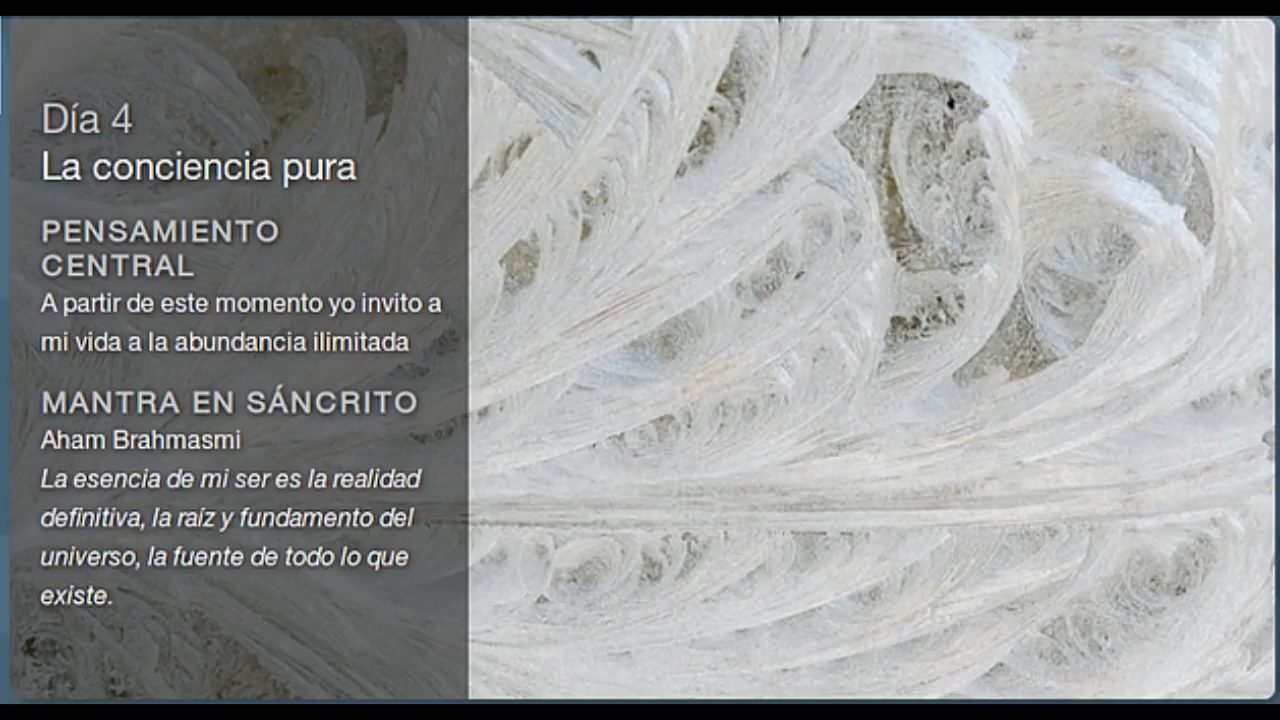 Día 4
La conciencia pura
PENSAMIENTO
CENTRAL
A partir de este momento yo invito a
mi vida a la abundancia ilimitada
MANTRA EN SÁNCRITO
Aham Brahmasmi
La esencia de mi ser es la realidad
definitiva, la raíz y fundamento del
universo, la fuente de todo lo que
existe.